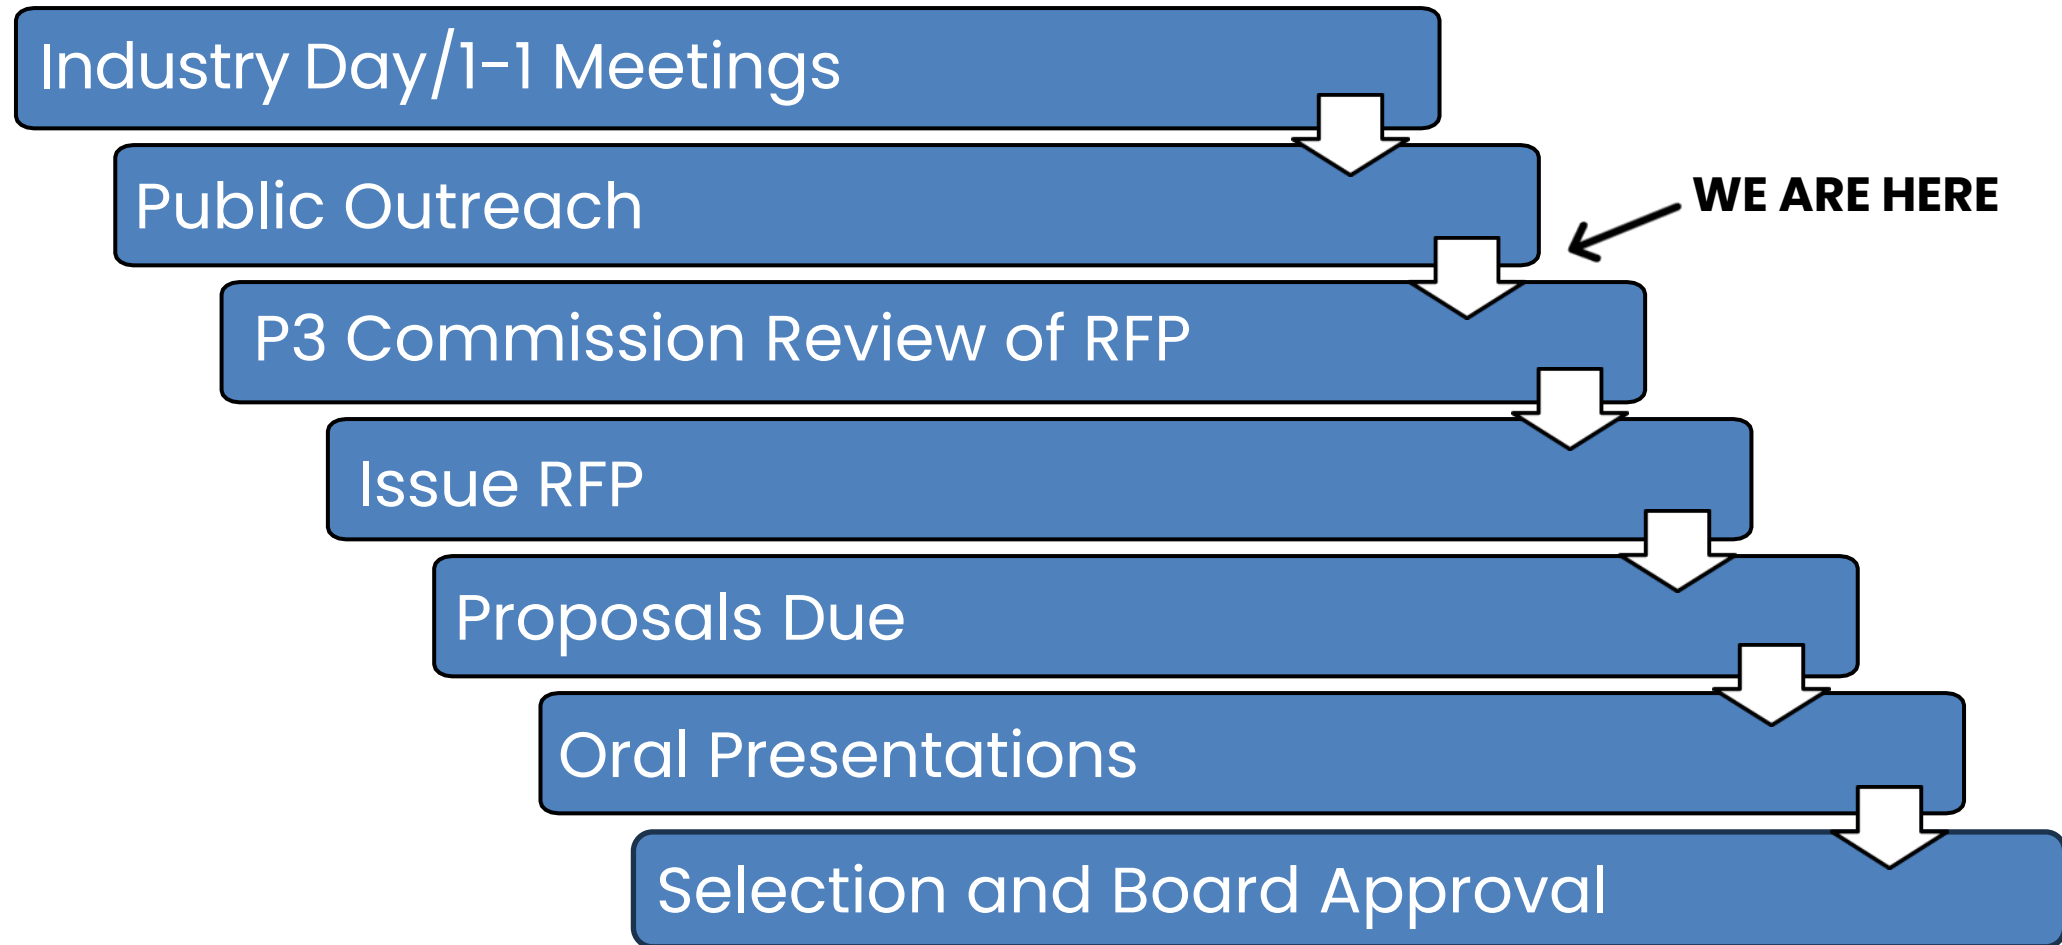 Industry Day/1-1 Meetings
Public Outreach
WE ARE HERE
P3 Commission Review of RFP
Issue RFP
Proposals Due
Oral Presentations
Selection and Board Approval